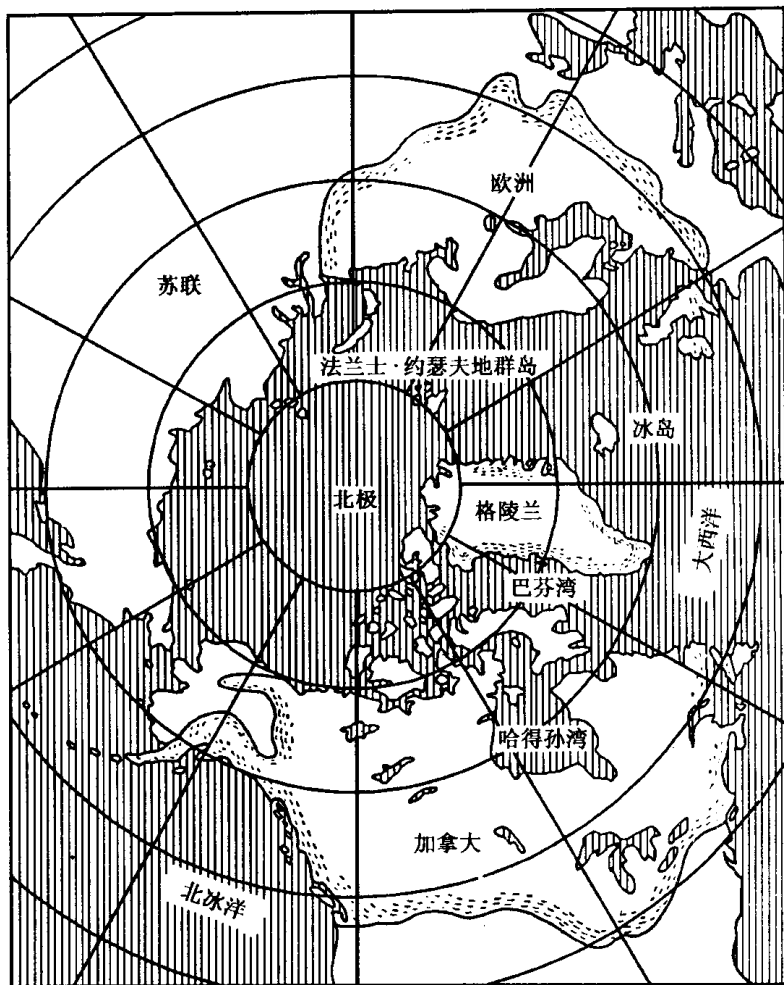 欧洲
苏联
法兰士·约瑟夫地群岛
冰岛
北极
格陵兰
大西洋
巴芬湾
哈得孙湾
加拿大
北冰洋